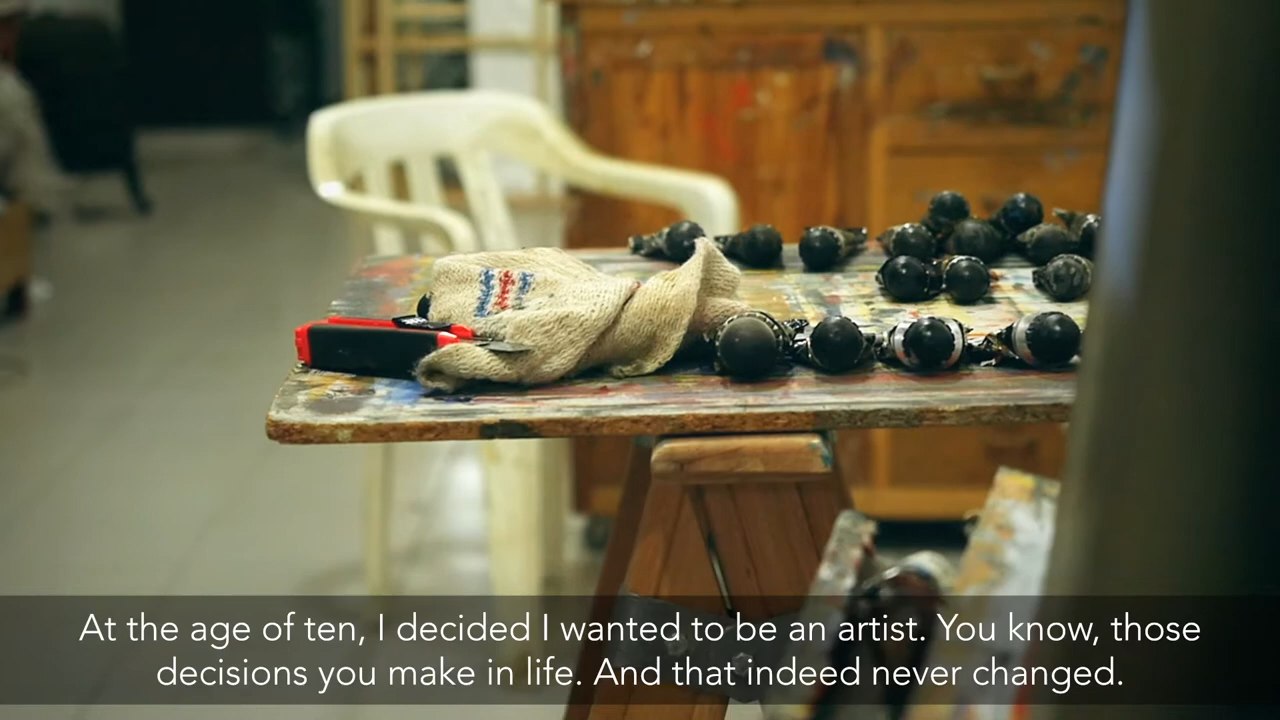 At the age of ten, I decided I wanted to be an artist. You know, those
decisions you make in life. And that indeed never changed.